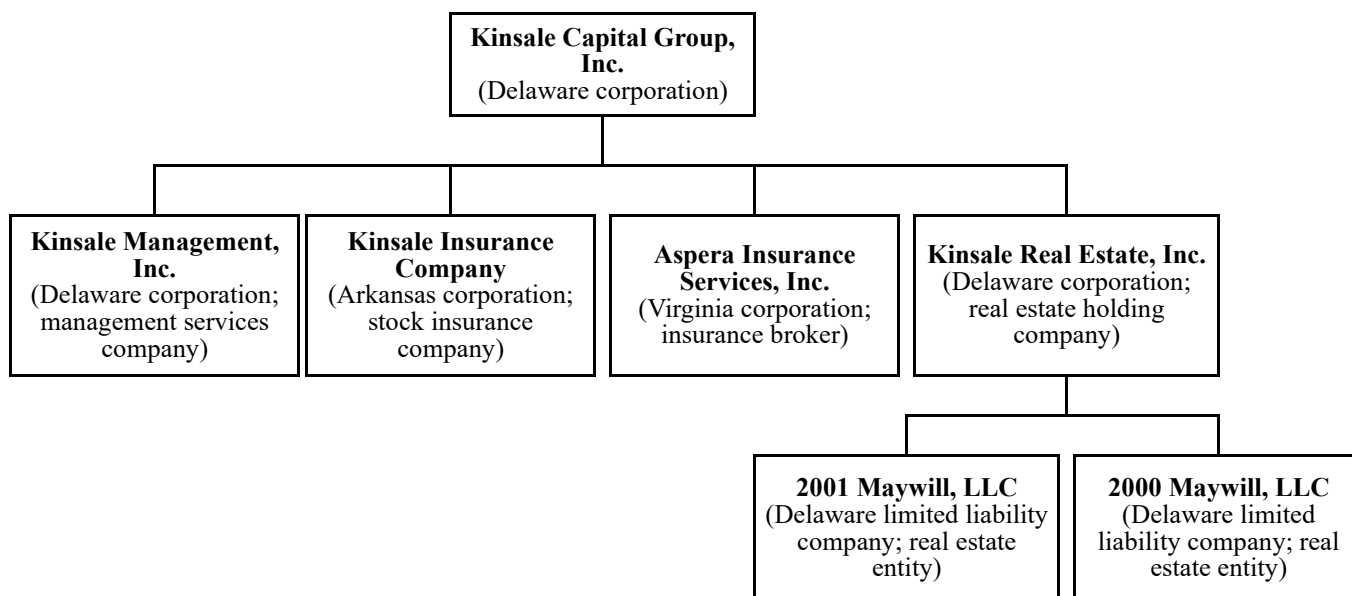 Kinsale Capital Group,
Inc.
(Delaware corporation)
Kinsale Management,
Inc.
(Delaware corporation;
management services
company)
Kinsale Insurance
Company
(Arkansas corporation;
stock insurance
company)
Aspera Insurance
Services, Inc.
(Virginia corporation;
insurance broker)
Kinsale Real Estate, Inc.
(Delaware corporation;
real estate holding
company)
2001 Maywill, LLC
(Delaware limited liability
company; real estate
entity)
2000 Maywill, LLC
(Delaware limited
liability company; real
estate entity)